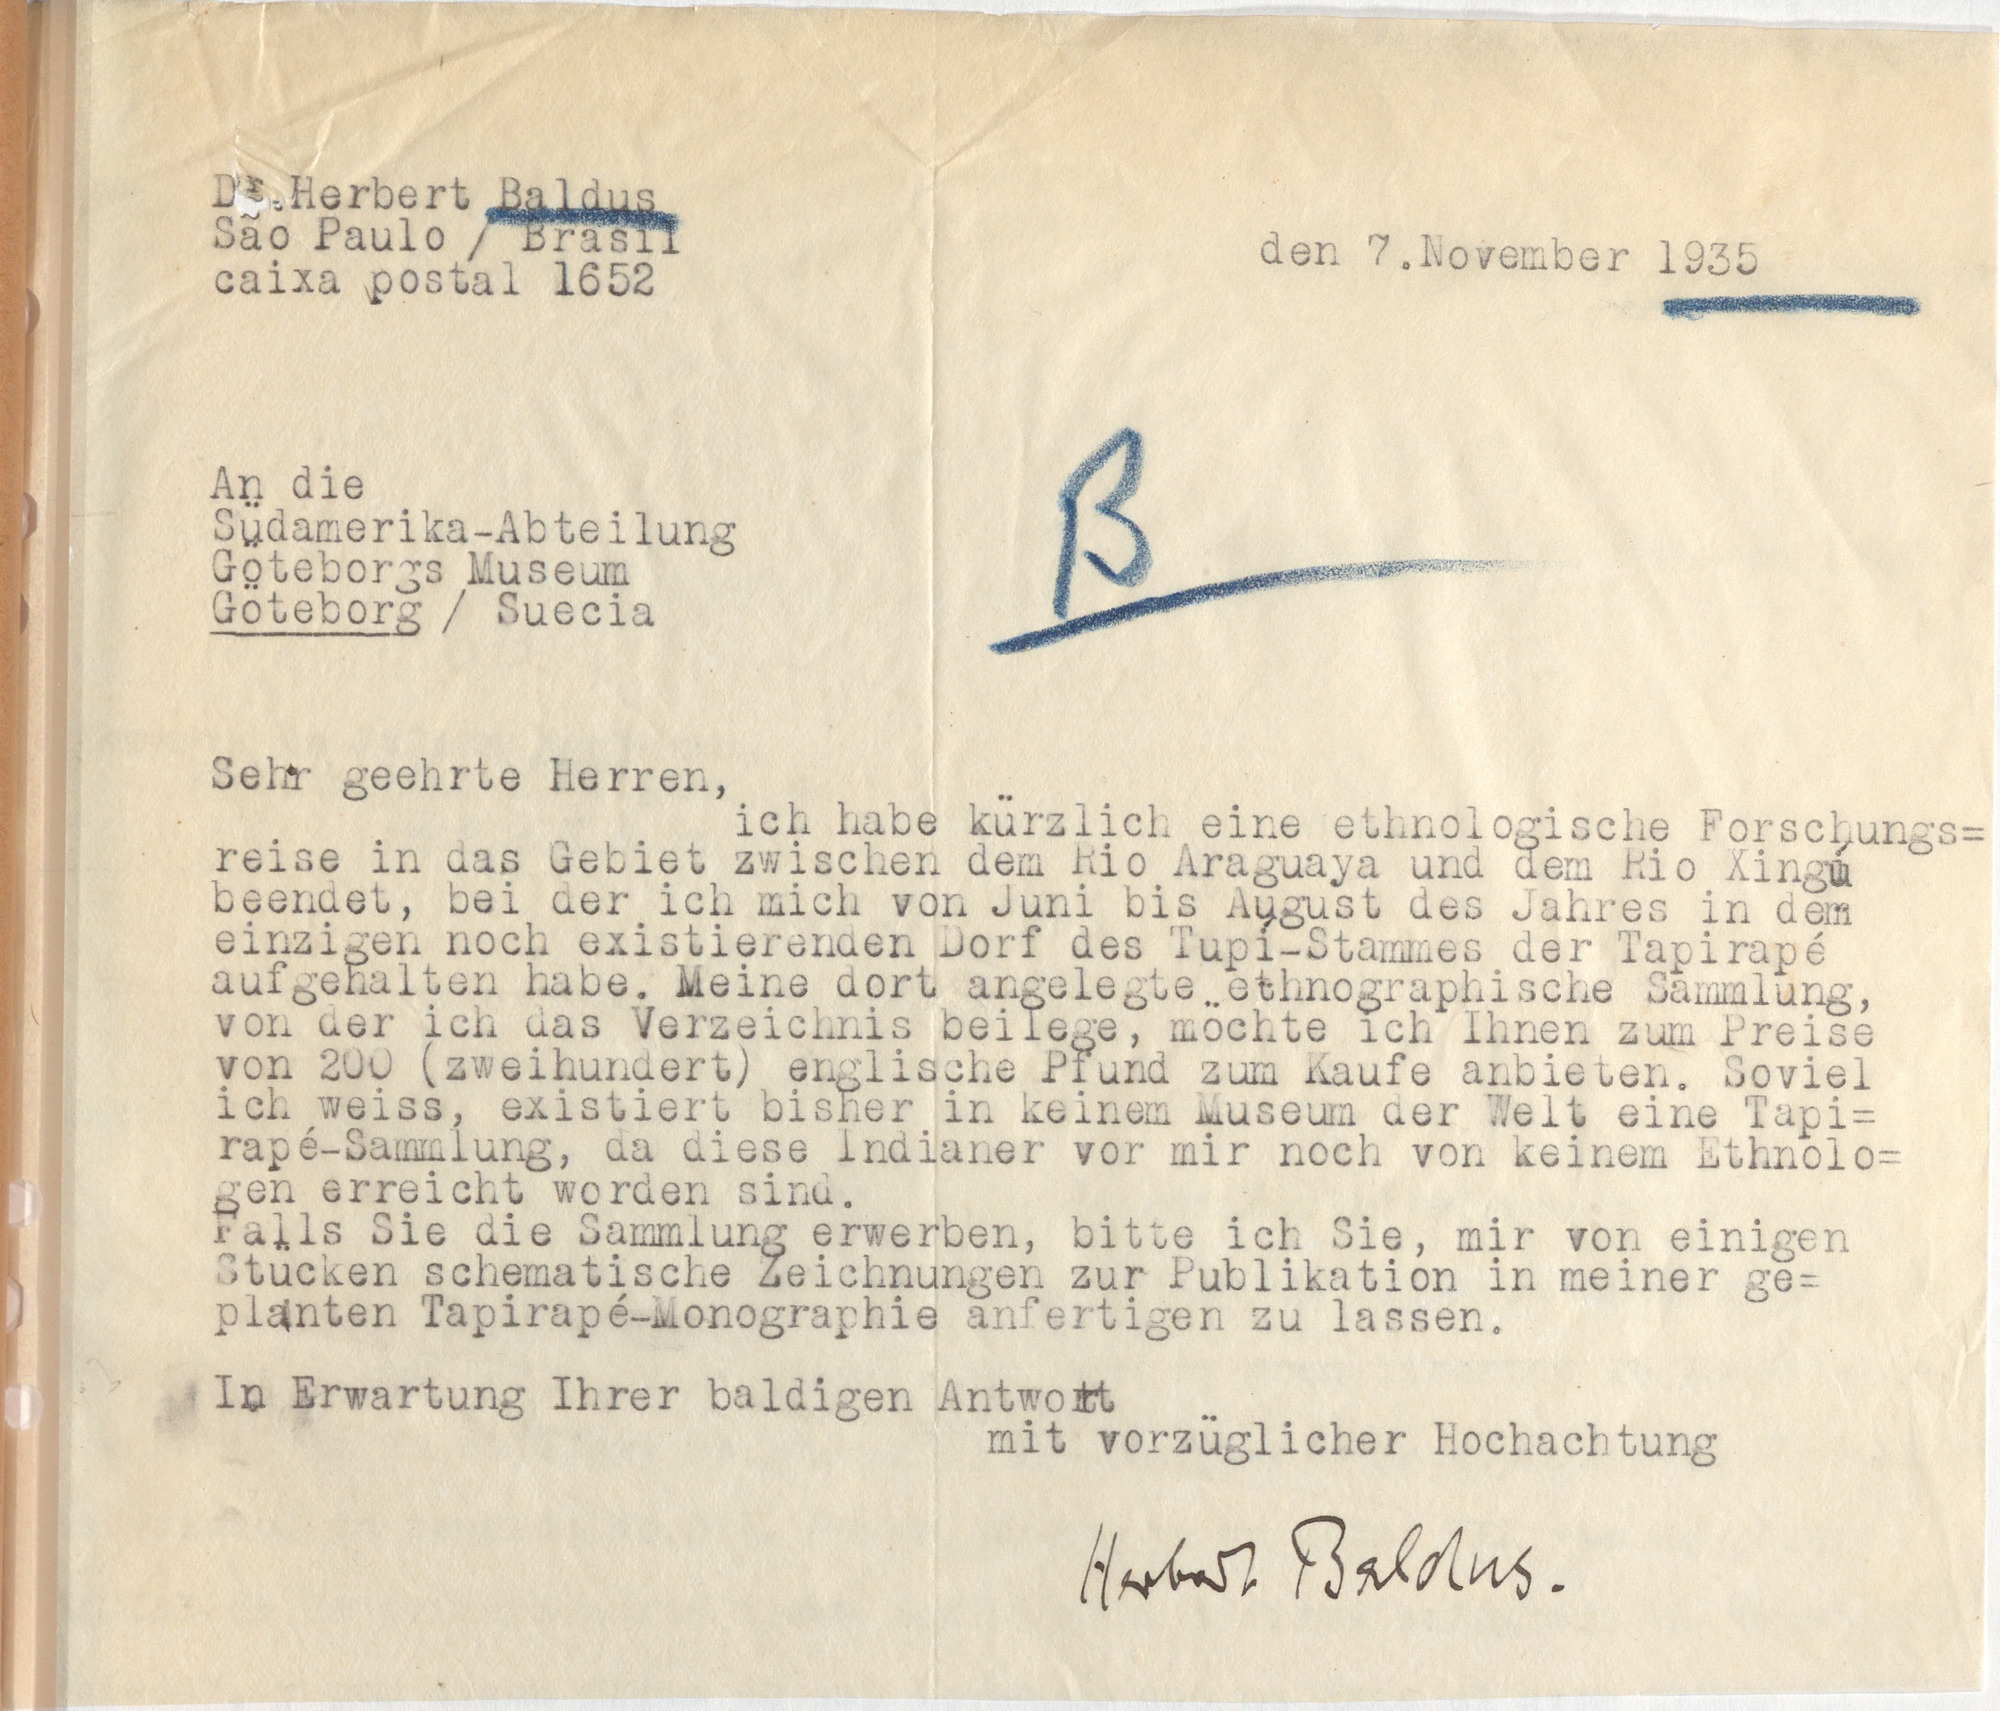 Dr.Herbert Baldus
São Paulo / Brasil
caixa postal 1652
den 7.November 1935
B
An die
Südamerika-Abteilung
Göteborgs Museum
Göteborg / Suecia
Sehr geehrte Herren,
ich habe kürzlich eine ethnologische Forschungs=
reise in das Gebiet zwischen dem Rio Araguaya und dem Rio Xingú
beendet, bei der ich mich von Juni bis August des Jahres in dem
einzigen noch existierenden Dorf des Tupí-Stammes der Tapirapé
aufgehalten habe. Meine dort angelegte ethnographische Sammlung,
von der ich das Verzeichnis beilege, möchte ich Ihnen zum Preise
von 200 (zweihundert) englische Pfund zum Kaufe anbieten. Soviel
ich weiss, existiert bisher in keinem Museum der Welt eine Tapi=
rapé-Sammlung, da diese Indianer vor mir noch von keinem Ethnolo=
gen erreicht worden sind.
Falls Sie die Sammlung erwerben, bitte ich Sie, mir von einigen
Stücken schematische Zeichnungen zur Publikation in meiner ge=
planten Tapirapé-Monographie anfertigen zu lassen.
In Erwartung Ihrer baldigen Antwort
mit vorzüglicher Hochachtung
Herbert Baldus.